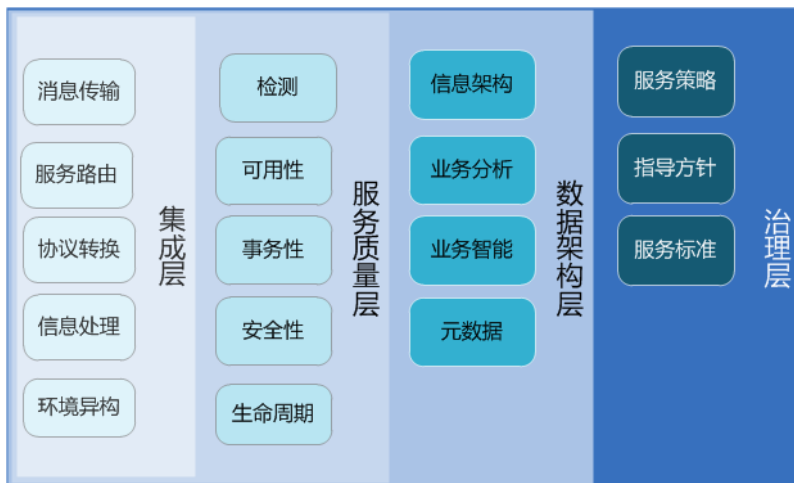 消息传输
服务路由
协议转换
信息处理
环境异构
集成层
检测
可用性
事务性
安全性
生命周期
服务质量层
信息架构
业务分析
业务智能
元数据
数据架构层
服务策略
指导方针
服务标准
治理层